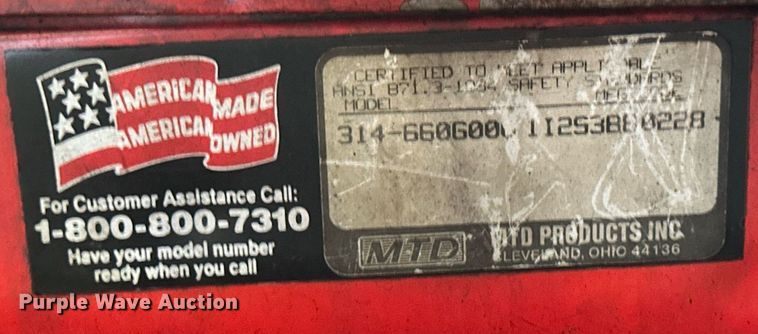 AMERICAN MADE
AMERICAN OWNED
For Customer Assistance Call:
1-800-800-7310
Have your model number
ready when you call
CERTIFIED TO MEET APPLICABLE
ANSI B71.3-1984 SAFETY STANDARDS
MODEL
314-660G000
MTD
MTD PRODUCTS INC
CLEVELAND, OHIO 44136
Purple Wave Auction